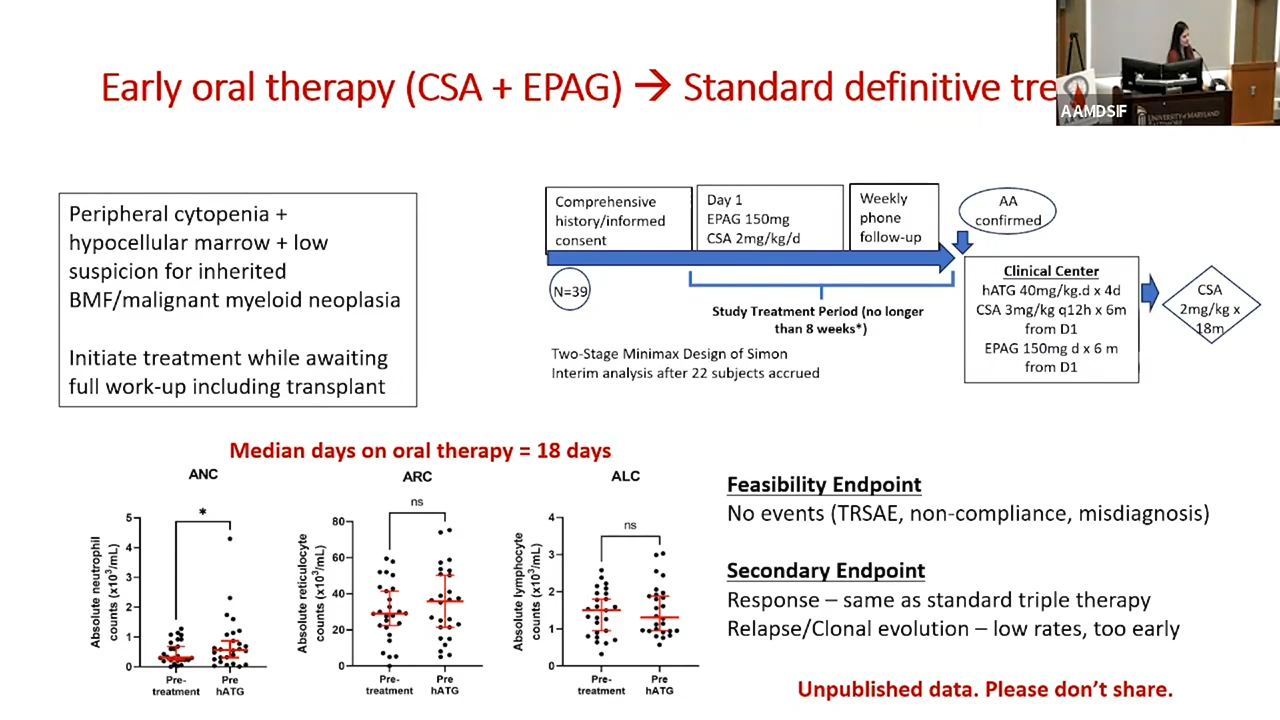 Early oral therapy (CSA + EPAG) → Standard definitive tre
AAMDSIF
UNIVERSITY of MARYLAND
BALTIMORE
Peripheral cytopenia +
hypocellular marrow + low
suspicion for inherited
BMF/malignant myeloid neoplasia
Initiate treatment while awaiting
full work-up including transplant
Comprehensive
history/informed
consent
Day 1
EPAG 150mg
CSA 2mg/kg/d
Weekly
phone
follow-up
AA
confirmed
N=39
Study Treatment Period (no longer
than 8 weeks*)
Two-Stage Minimax Design of Simon
Interim analysis after 22 subjects accrued
Clinical Center
hATG 40mg/kg.d x 4d
CSA 3mg/kg q12h x 6m
from D1
EPAG 150mg d x 6 m
from D1
CSA
2mg/kg x
18m
Median days on oral therapy = 18 days
ANC
*
Absolute neutrophil
counts (x10³/mL)
5
4
3
2
1
0
Pre-
treatment
Pre
hATG
ARC
ns
Absolute reticulocyte
counts (x10³/mL)
80
60
40
20
0
Pre-
treatment
Pre
hATG
ALC
ns
Absolute lymphocyte
counts (x10³/mL)
4
3
2
1
0
Pre-
treatment
Pre
hATG
Feasibility Endpoint
No events (TRSAE, non-compliance, misdiagnosis)
Secondary Endpoint
Response – same as standard triple therapy
Relapse/Clonal evolution – low rates, too early
Unpublished data. Please don't share.